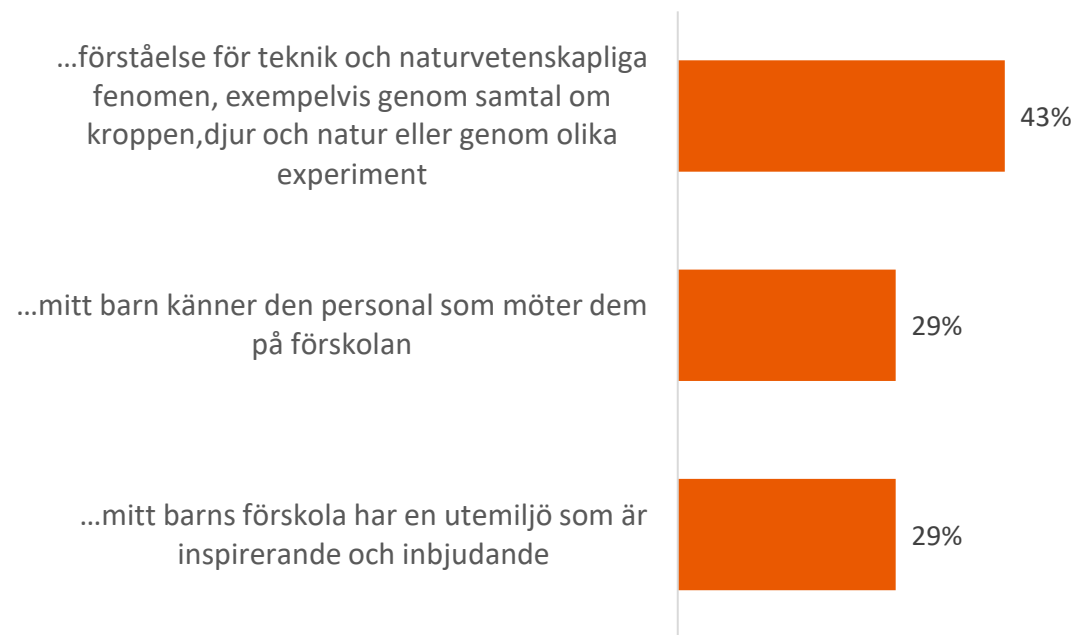 ...förståelse för teknik och naturvetenskapliga
fenomen, exempelvis genom samtal om
kroppen,djur och natur eller genom olika
experiment
43%
...mitt barn känner den personal som möter dem
på förskolan
29%
...mitt barns förskola har en utemiljö som är
inspirerande och inbjudande
29%